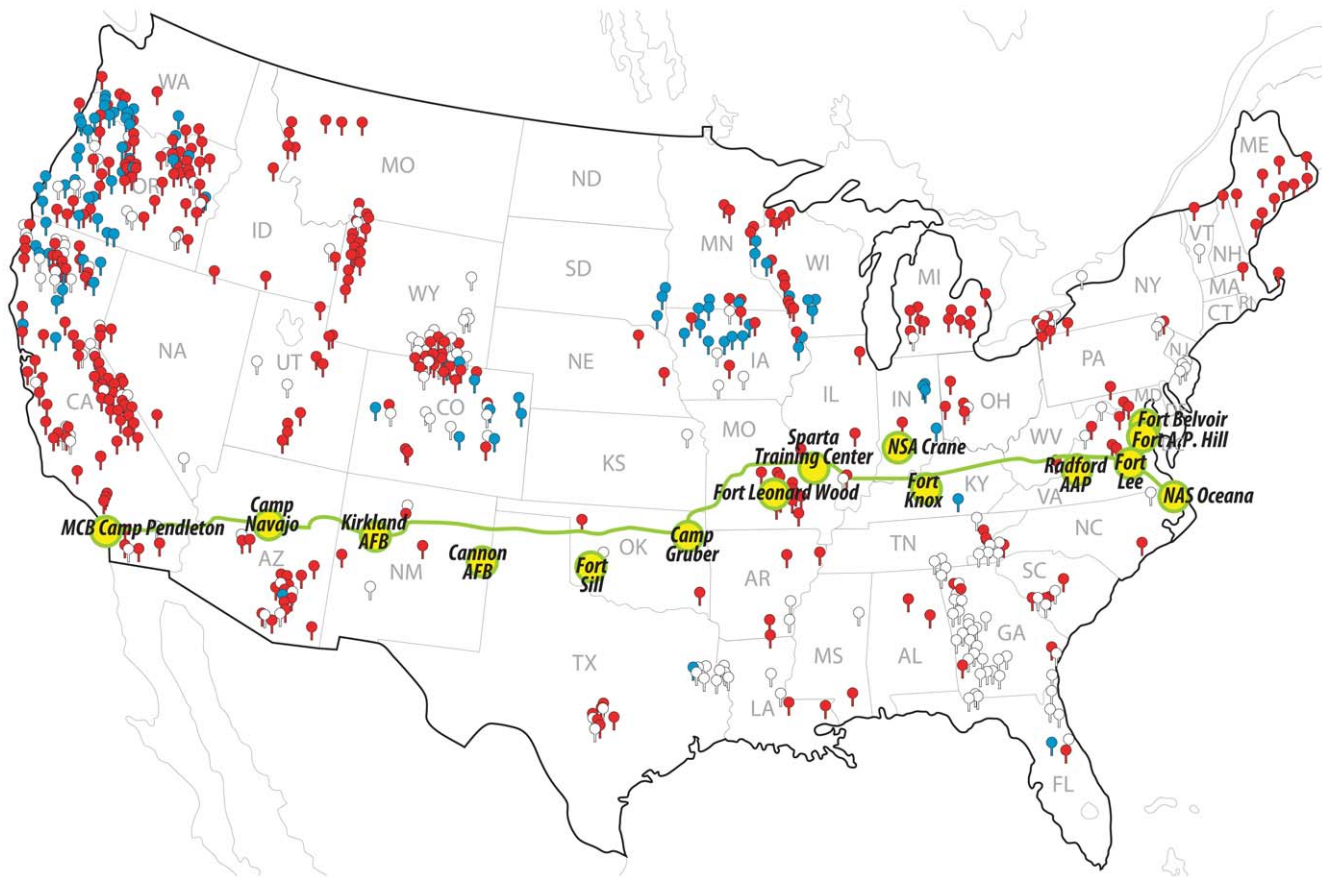 WA
ME
MO
ND
OR
VT
MN
ID
NH
WI
SD
MI
NY
MA
WY
CT
RI
NA
NE
IA
PA
UT
NJ
IL
IN
OH
MD
CA
CO
Fort Belvoir
MO
WV
Fort A.P. Hill
Sparta
Training Center
NSA Crane
KS
Radford
AAP
Fort
Lee
Fort Leonard Wood
Fort
Knox
KY
VA
NAS Oceana
Camp
Navajo
MCB Camp Pendleton
Kirkland
AFB
Camp
Gruber
NC
OK
TN
AZ
Cannon
AFB
Fort
Sill
NM
AR
SC
GA
TX
MS
AL
LA
FL